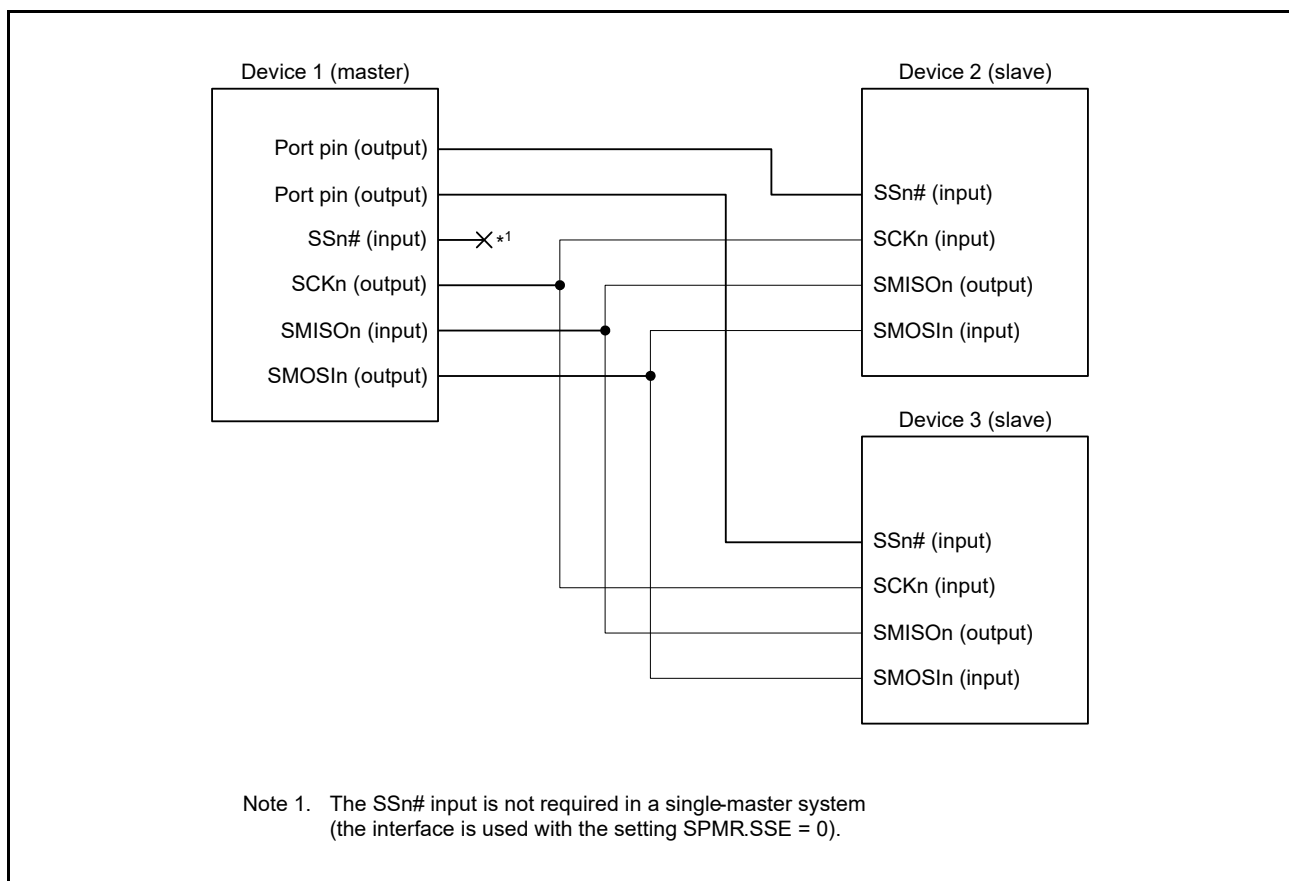 Device 1 (master)
Port pin (output)
Port pin (output)
SSn# (input)
*1
SCKn (output)
SMISOn (input)
SMOSIn (output)
Device 2 (slave)
SSn# (input)
SCKn (input)
SMISOn (output)
SMOSIn (input)
Device 3 (slave)
SSn# (input)
SCKn (input)
SMISOn (output)
SMOSIn (input)
Note 1. The SSn# input is not required in a single-master system
(the interface is used with the setting SPMR.SSE = 0).